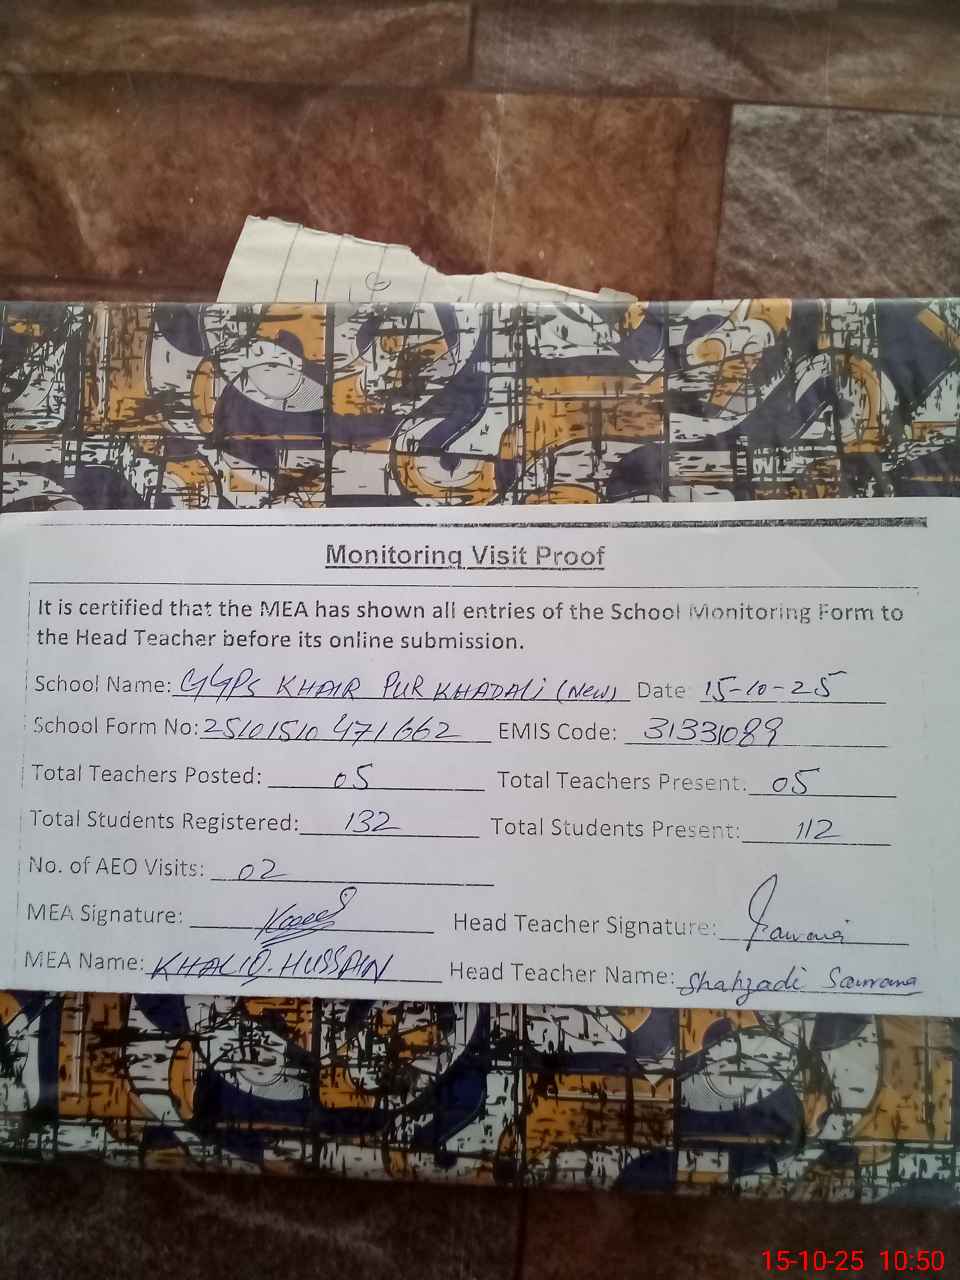 Monitoring Visit Proof
It is certified that the MEA has shown all entries of the School Monitoring Form to
the Head Teacher before its online submission.
School Name: GGPS KHAIR PUR KHADALi (New) Date 15-10-25
School Form No: 25101510471662 EMIS Code: 31331089
Total Teachers Posted: 05 Total Teachers Present: 05
Total Students Registered: 132 Total Students Present: 112
No. of AEO Visits: 02
MEA Signature: Head Teacher Signature:
MEA Name: KHALIQ. HUSSAIN Head Teacher Name: Shahzadi
15-10-25 10:50